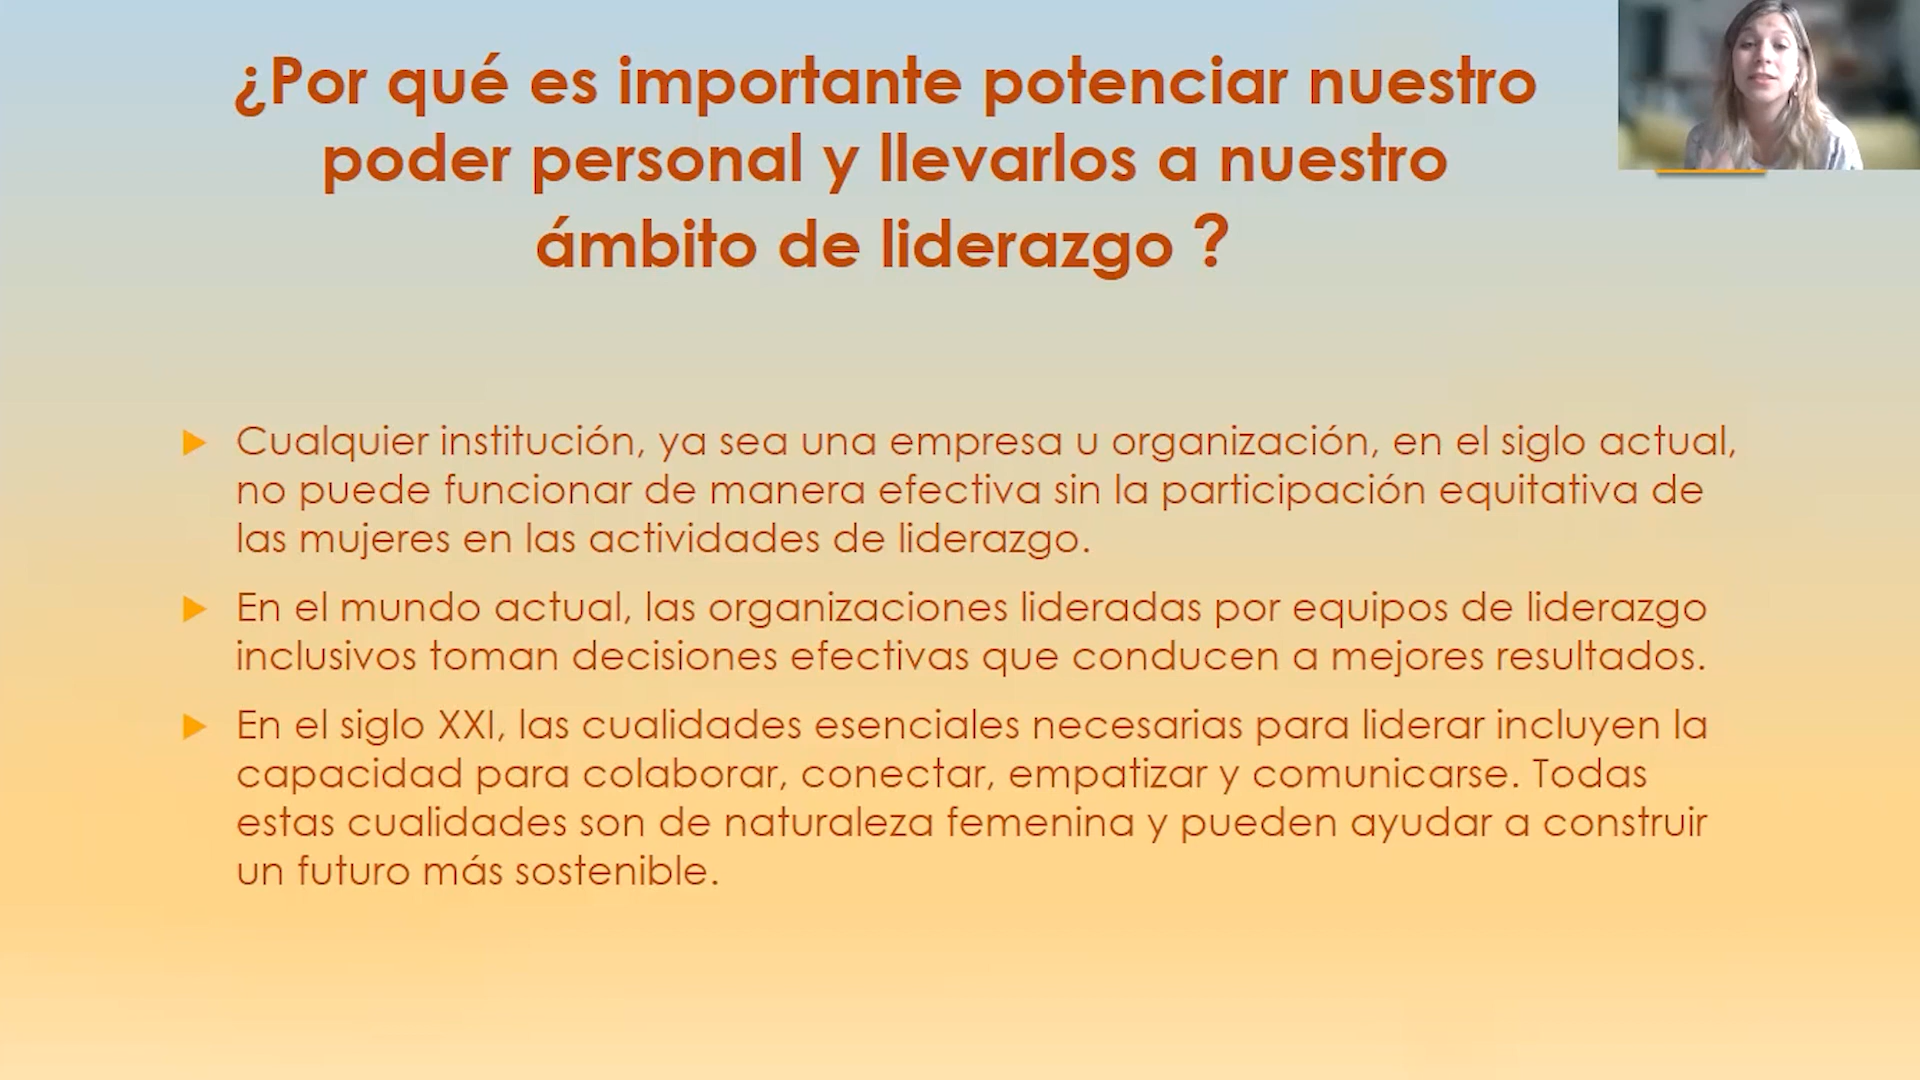 ¿Por qué es importante potenciar nuestro
poder personal y llevarlos a nuestro
ámbito de liderazgo ?
Cualquier institución, ya sea una empresa u organización, en el siglo actual,
no puede funcionar de manera efectiva sin la participación equitativa de
las mujeres en las actividades de liderazgo.
En el mundo actual, las organizaciones lideradas por equipos de liderazgo
inclusivos toman decisiones efectivas que conducen a mejores resultados.
En el siglo XXI, las cualidades esenciales necesarias para liderar incluyen la
capacidad para colaborar, conectar, empatizar y comunicarse. Todas
estas cualidades son de naturaleza femenina y pueden ayudar a construir
un futuro más sostenible.